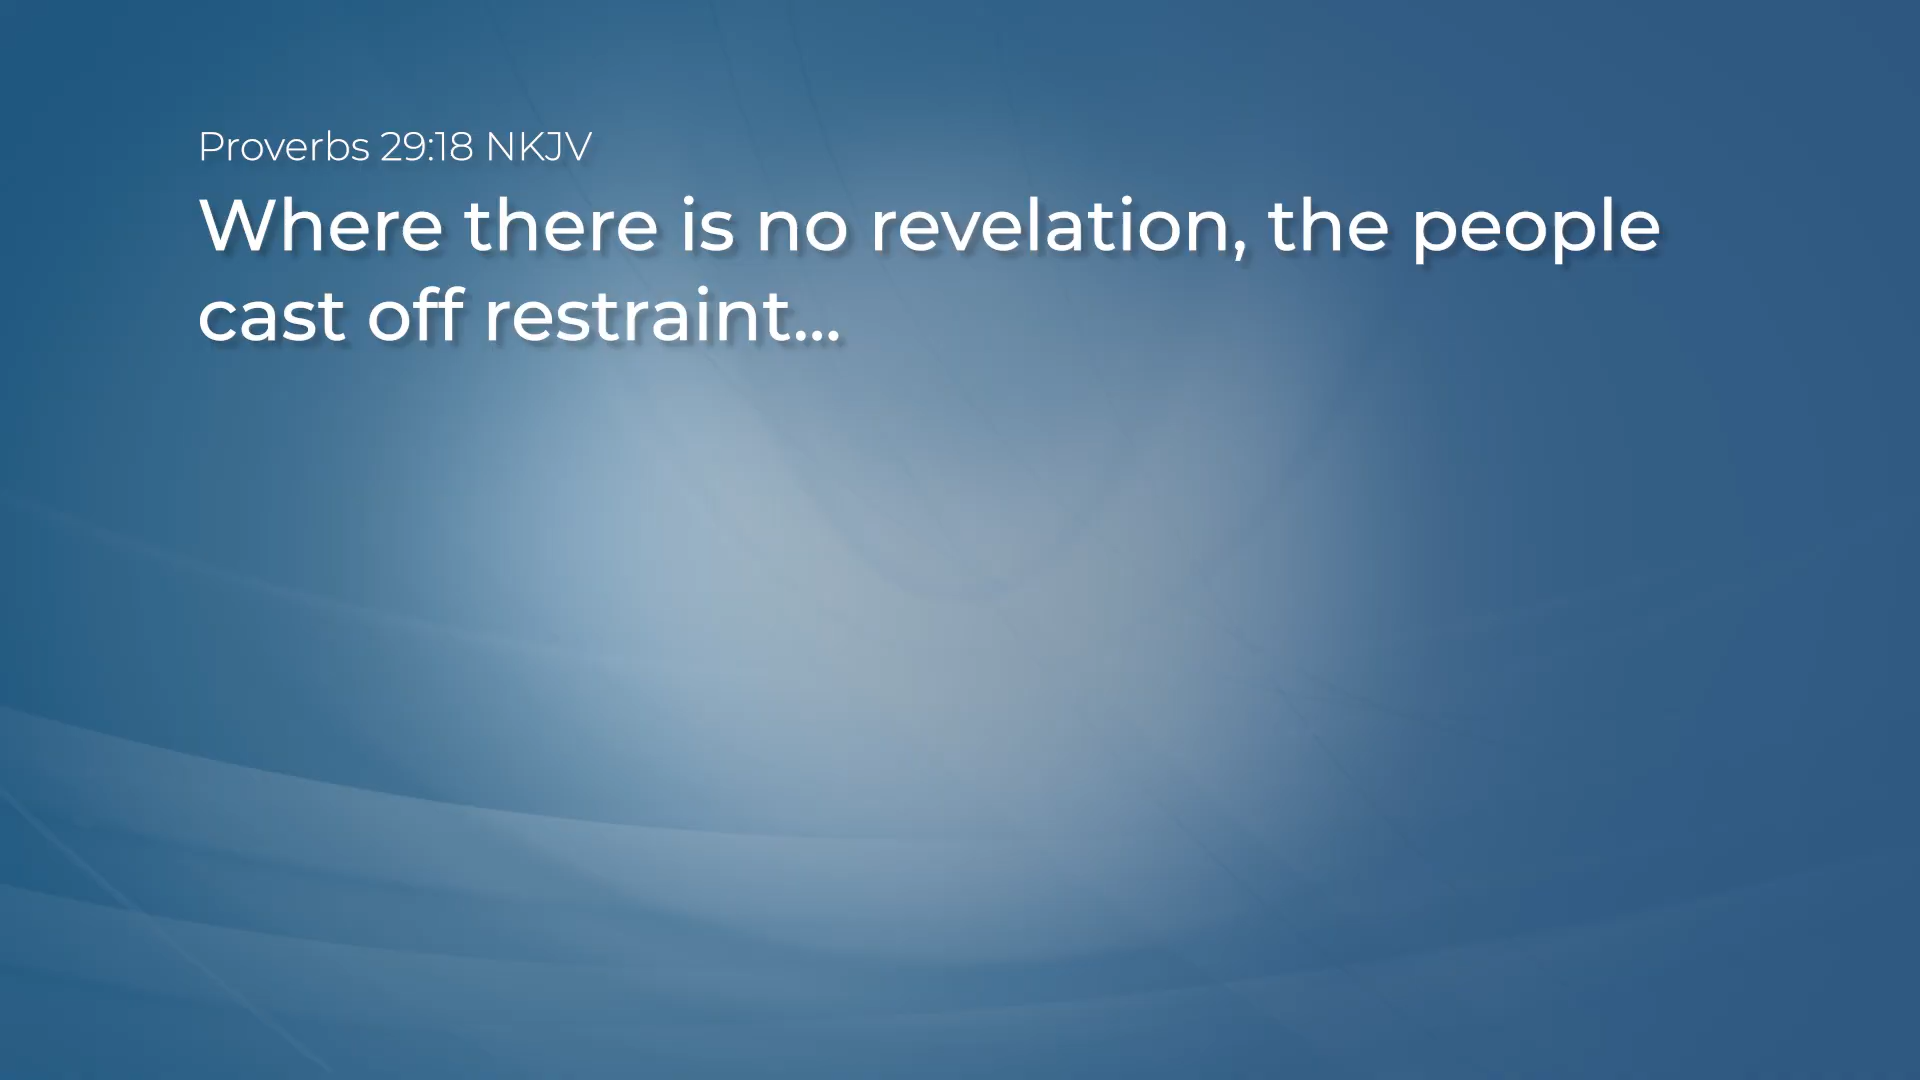 Proverbs 29:18 NKJV
Where there is no revelation, the people
cast off restraint...